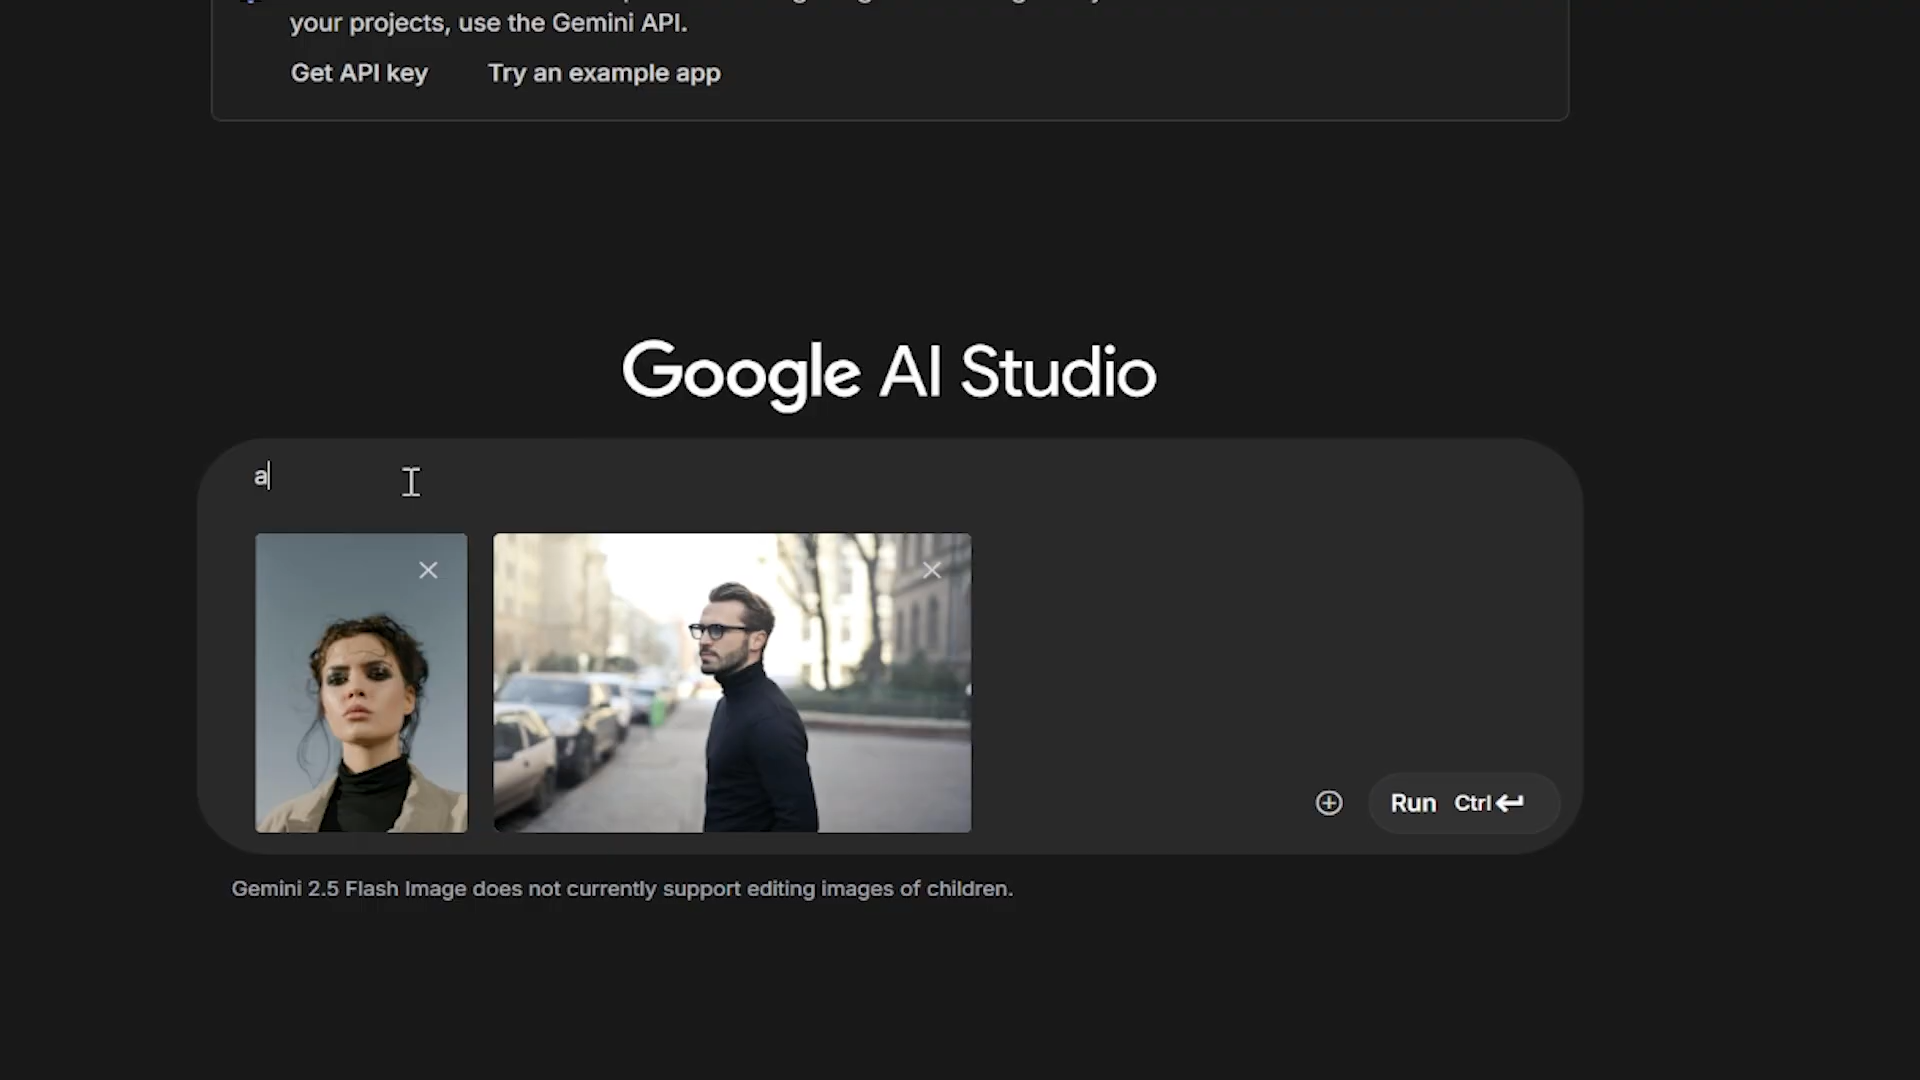 your projects, use the Gemini API.
Get API key Try an example app
Google AI Studio
a
Run Ctrl
Gemini 2.5 Flash Image does not currently support editing images of children.